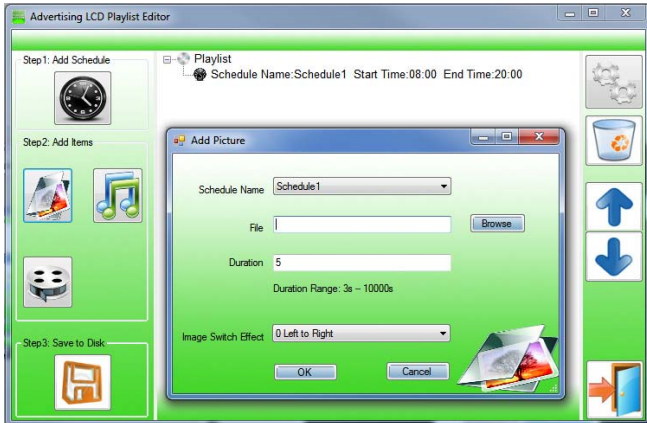 Advertising LCD Playlist Editor
Step1: Add Schedule
Playlist
Schedule Name:Schedule1 Start Time:08:00 End Time:20:00
Step2: Add Items
Add Picture
Schedule Name Schedule1
File Browse
Duration 5
Duration Range: 3s – 10000s
Image Switch Effect 0 Left to Right
OK Cancel
Step3: Save to Disk